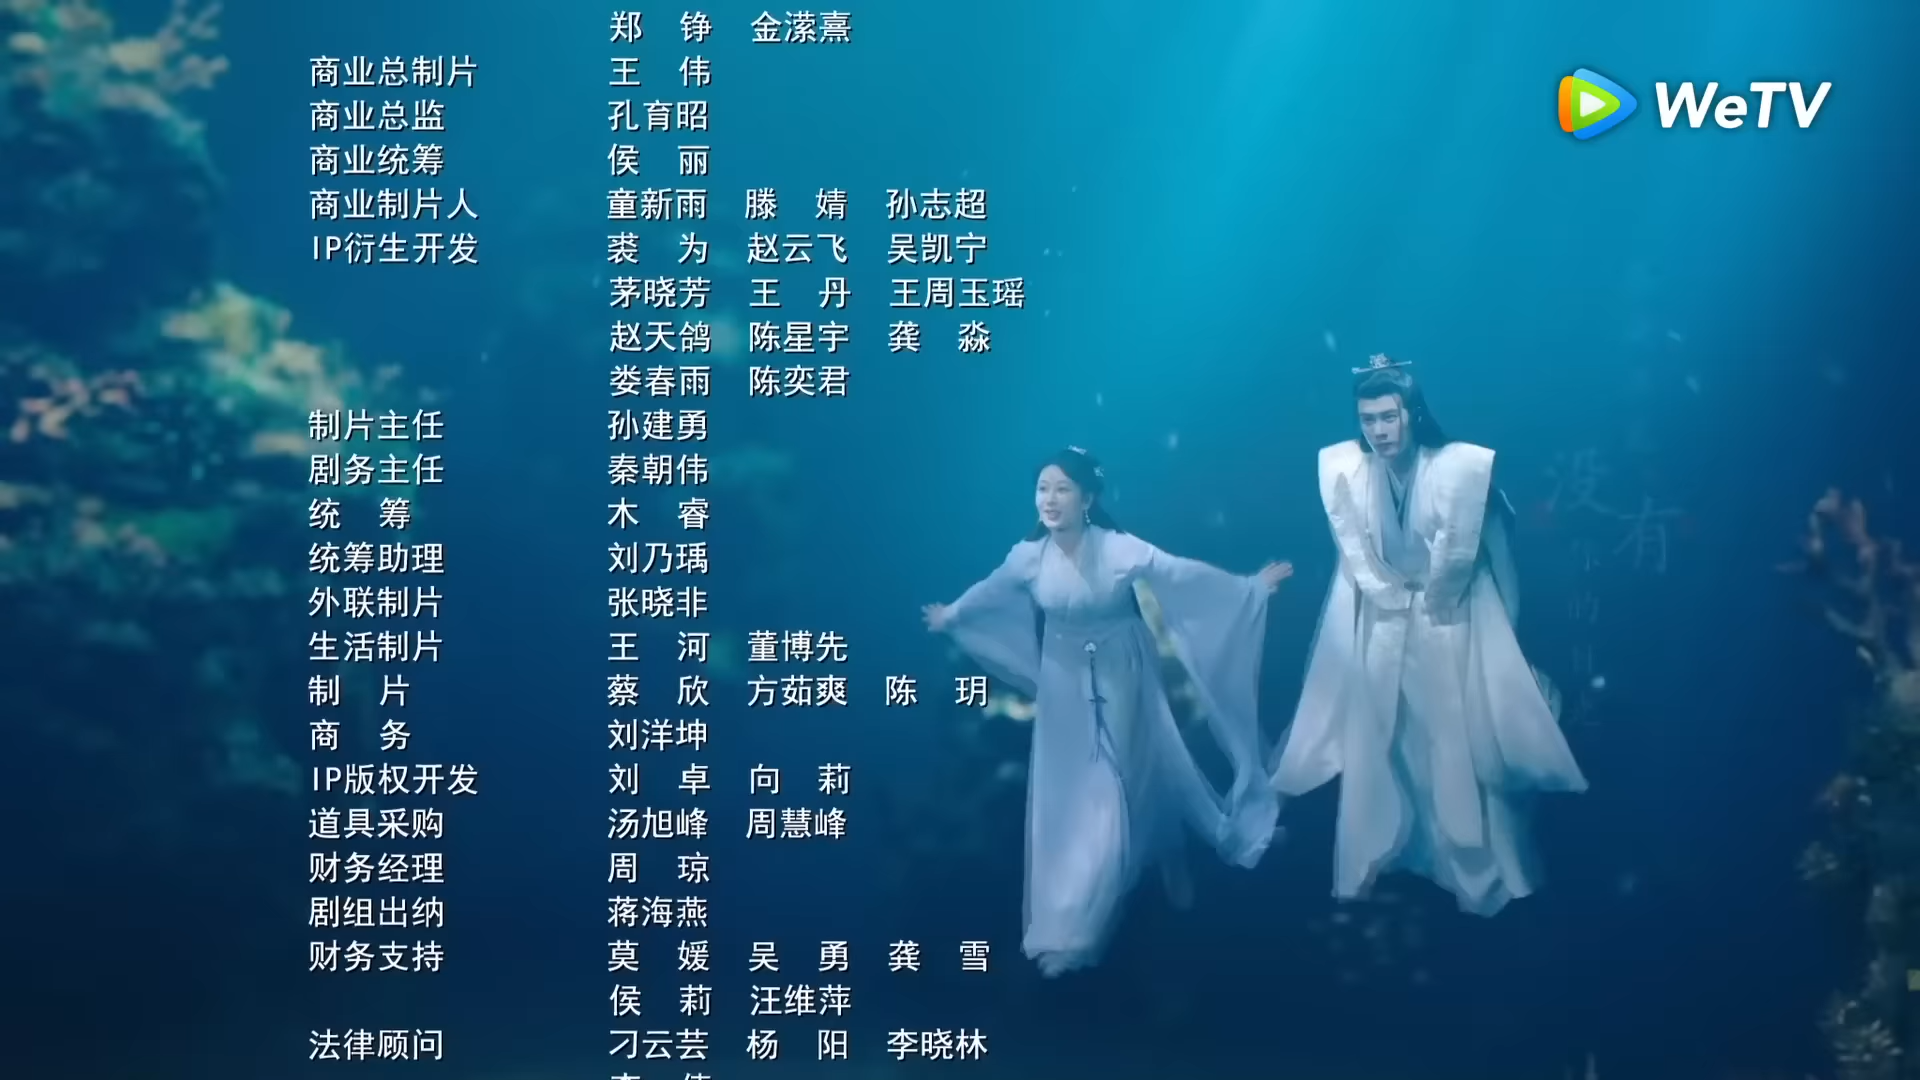 郑 铮 金潆熹
商业总制片 王 伟
商业总监 孔育昭
商业统筹 侯 丽
商业制片人 童新雨 滕 婧 孙志超
IP衍生开发 裘 为 赵云飞 吴凯宁
茅晓芳 王 丹 王周玉瑶
赵天鸽 陈星宇 龚 淼
娄春雨 陈奕君
制片主任 孙建勇
剧务主任 秦朝伟
统 筹 木 睿
统筹助理 刘乃瑀
外联制片 张晓非
生活制片 王 河 董博先
制 片 蔡 欣 方茹爽 陈 玥
商 务 刘洋坤
IP版权开发 刘 卓 向 莉
道具采购 汤旭峰 周慧峰
财务经理 周 琼
剧组出纳 蒋海燕
财务支持 莫 媛 吴 勇 龚 雪
侯 莉 汪维萍
法律顾问 刁云芸 杨 阳 李晓林
WeTV
没有